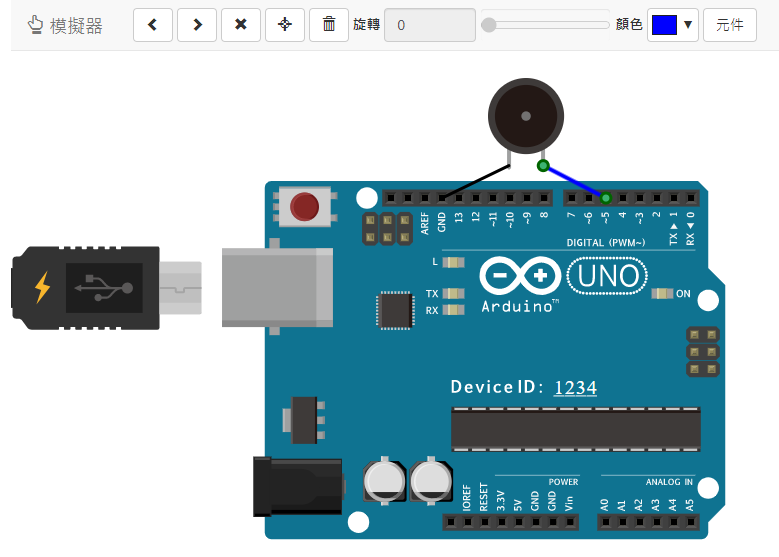 模擬器 旋轉 0 顏色 元件
AREF GND 13 12 ~11 ~10 ~9 8 7 ~6 ~5 4 ~3 2 TX ▶ 1 RX ◀ 0
DIGITAL (PWM~)
L
TX
RX
UNO
ON
Arduino™
Device ID: 1234
POWER ANALOG IN
IOREF RESET 3.3V 5V GND GND Vin A0 A1 A2 A3 A4 A5